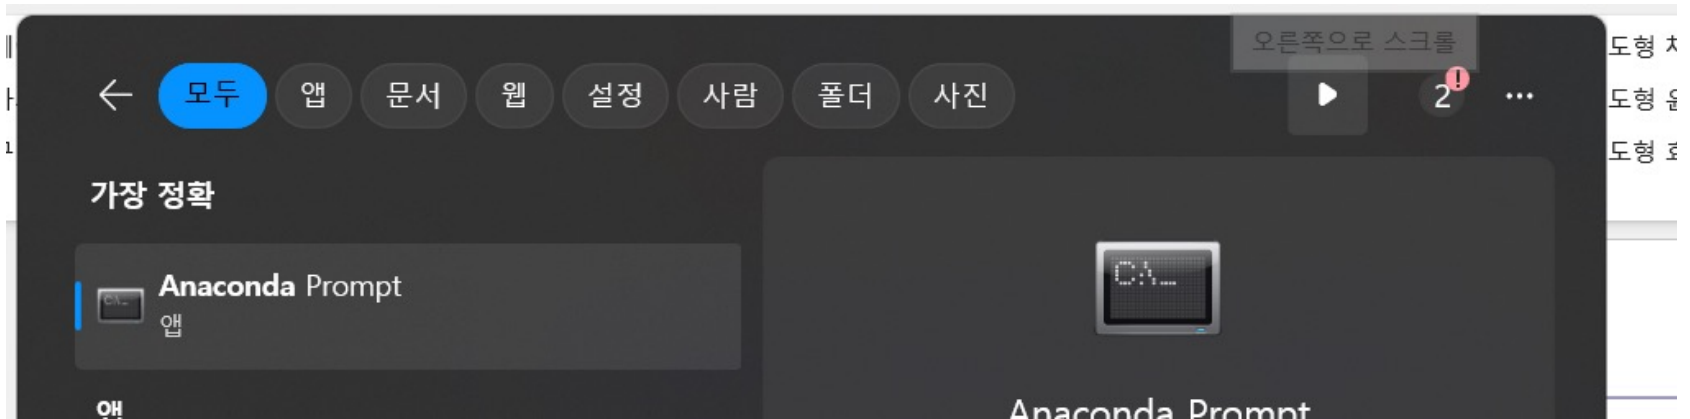 오른쪽으로 스크롤
모두 앱 문서 웹 설정 사람 폴더 사진 2 !
가장 정확
Anaconda Prompt
앱
C:\_
앱
Anaconda Prompt
도형
도형
도형